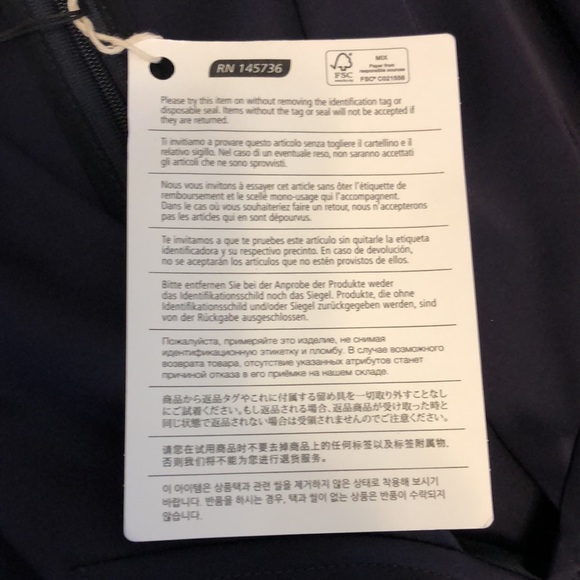 RN 145736
FSC
MIX
Paper from
responsible sources
FSC® C021556
Please try this item on without removing the identification tag or
disposable seal. Items without the tag or seal will not be accepted if
they are returned.
Ti invitiamo a provare questo articolo senza togliere il cartellino e il
relativo sigillo. Nel caso di un eventuale reso, non saranno accettati
gli articoli che ne sono sprovvisti.
Nous vous invitons à essayer cet article sans ôter l'étiquette de
remboursement et le scellé mono-usage qui l'accompagnent.
Dans le cas où vous souhaiteriez faire un retour, nous n'accepterons
pas les articles qui en sont dépourvus.
Te invitamos a que te pruebes este artículo sin quitarle la etiqueta
identificadora y su respectivo precinto. En caso de devolución,
no se aceptarán los artículos que no estén provistos de ellos.
Bitte entfernen Sie bei der Anprobe der Produkte weder
das Identifikationsschild noch das Siegel. Produkte, die ohne
Identifikationsschild und/oder Siegel zurückgegeben werden, sind
von der Rückgabe ausgeschlossen.
Пожалуйста, примеряйте это изделие, не снимая
идентификационную этикетку и пломбу. В случае возможного
возврата товара, отсутствие указанных атрибутов станет
причиной отказа в его приёмке на нашем складе.
商品から返品タグやこれに付属する留め具を一切取り外すことなし
にご試着ください。もし返品される場合、返品商品が受け取った時と
同じ状態で返品されない場合は受領されませんのでご注意ください。
请您在试用商品时不要去掉商品上的任何标签以及标签附属物，
否则我们将不能为您进行退货服务。
이 아이템은 상품택과 관련 씰을 제거하지 않은 상태로 착용해 보시기
바랍니다. 반품을 하시는 경우, 택과 씰이 없는 상품은 반품이 수락되지
않습니다.